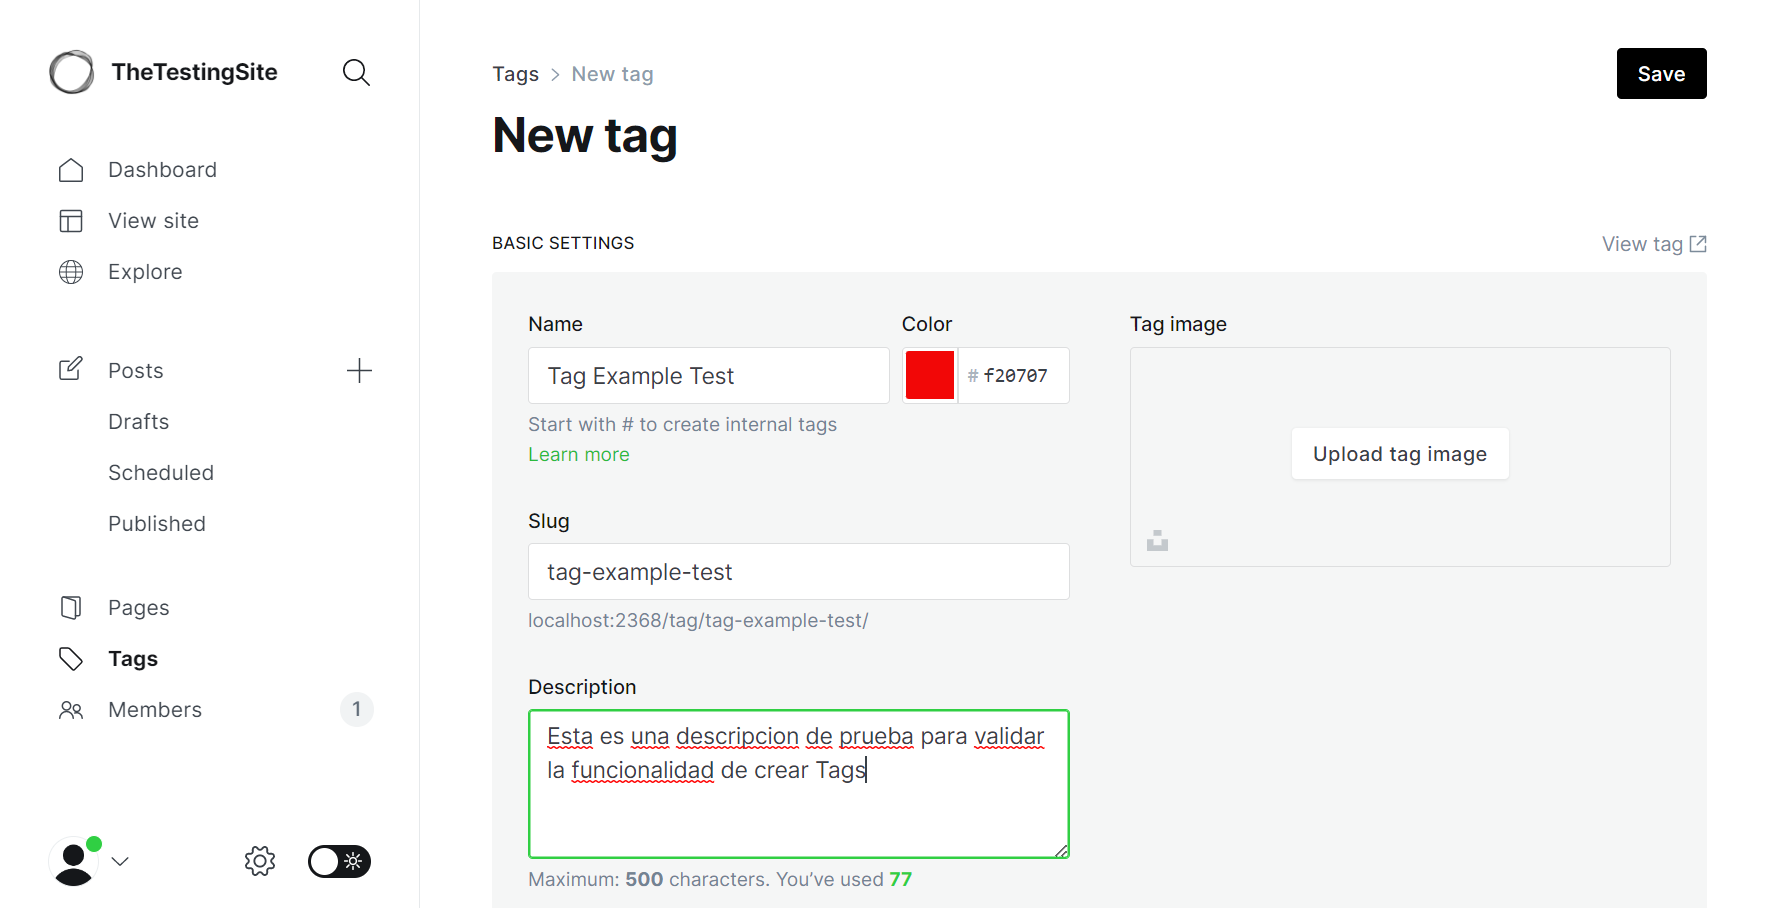 TheTestingSite
Dashboard
View site
Explore
Posts
Drafts
Scheduled
Published
Pages
Tags
Members 1
Tags > New tag
Save
New tag
BASIC SETTINGS
View tag
Name
Tag Example Test
Start with # to create internal tags
Learn more
Color
# f20707
Slug
tag-example-test
localhost:2368/tag/tag-example-test/
Description
Esta es una descripcion de prueba para validar
la funcionalidad de crear Tags
Maximum: 500 characters. You’ve used 77
Tag image
Upload tag image